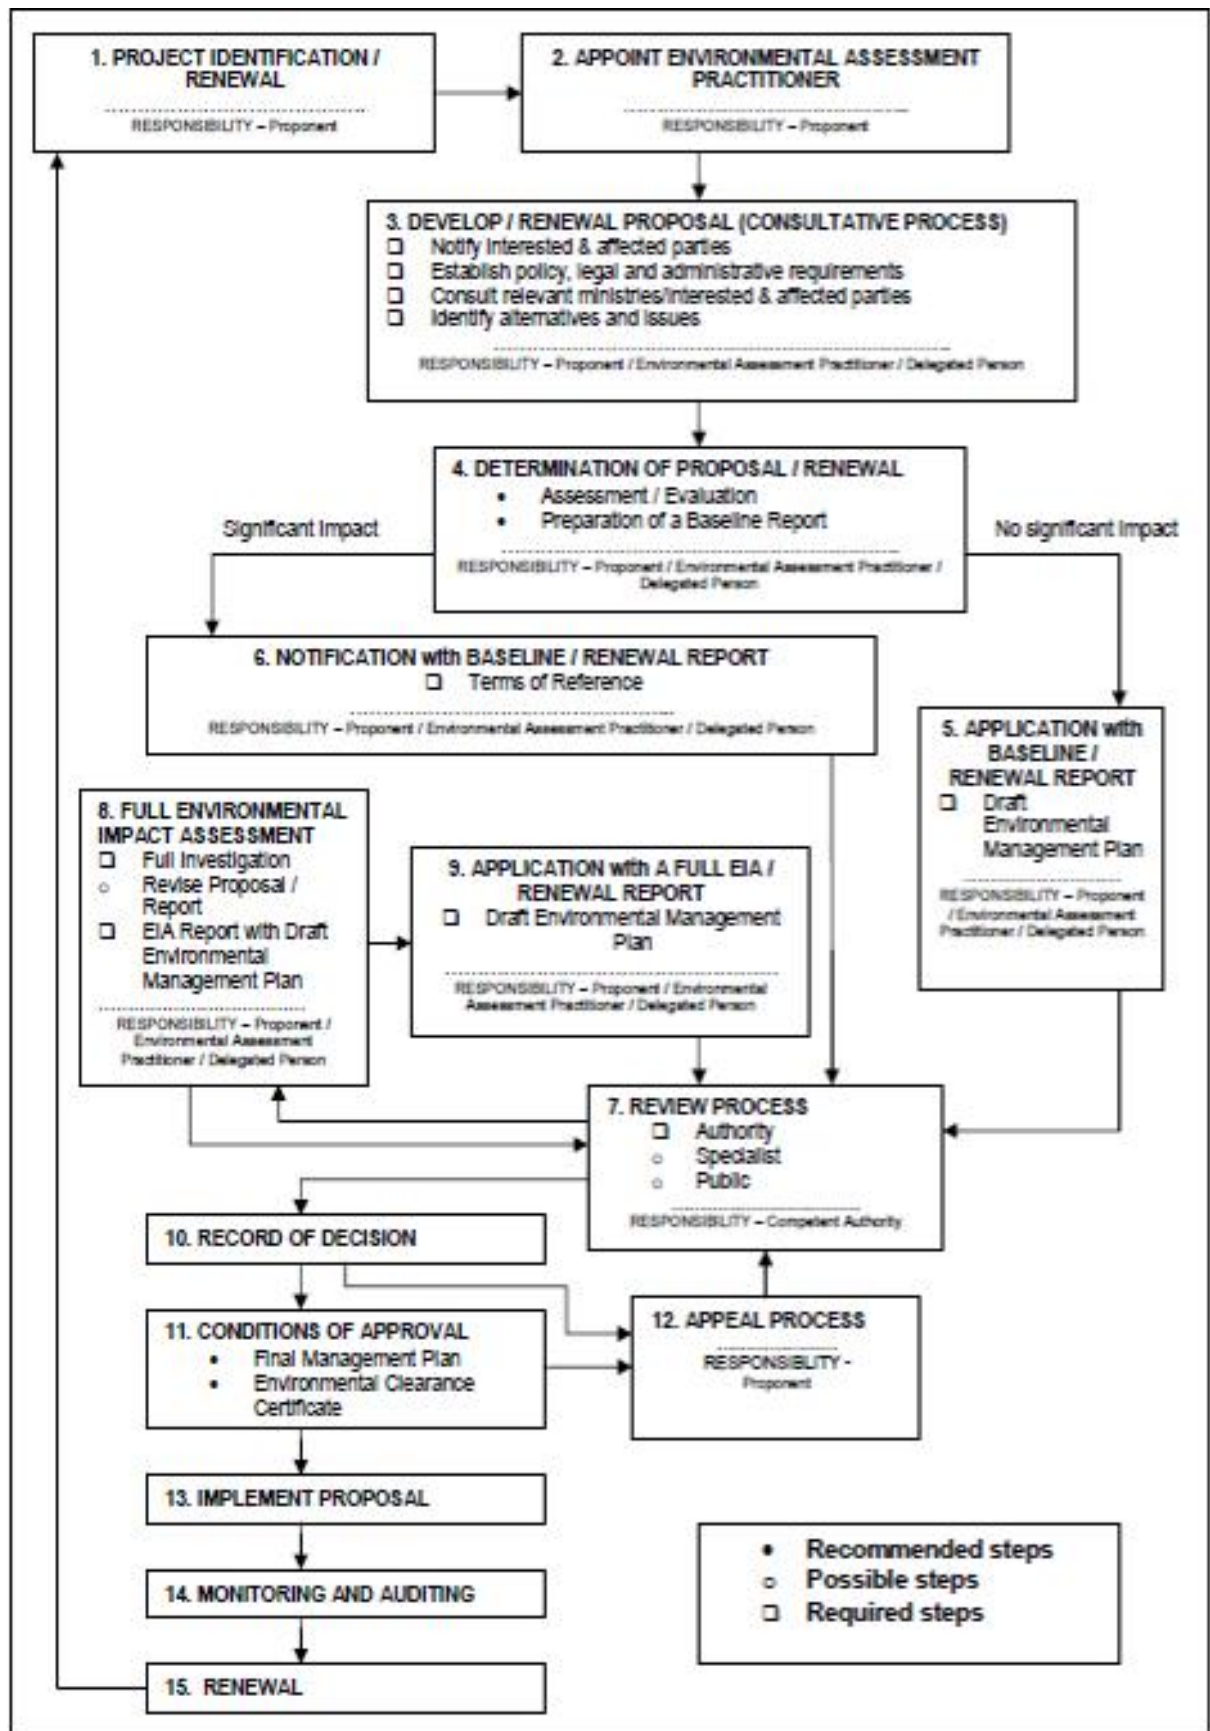 1. PROJECT IDENTIFICATION /
RENEWAL
RESPONSIBILITY – Proponent
2. APPOINT ENVIRONMENTAL ASSESSMENT
PRACTITIONER
RESPONSIBILITY – Proponent
3. DEVELOP / RENEWAL PROPOSAL (CONSULTATIVE PROCESS)
❑ Notify interested & affected parties
❑ Establish policy, legal and administrative requirements
❑ Consult relevant ministries/interested & affected parties
❑ Identify alternatives and issues
RESPONSIBILITY – Proponent / Environmental Assessment Practitioner / Delegated Person
4. DETERMINATION OF PROPOSAL / RENEWAL
• Assessment / Evaluation
• Preparation of a Baseline Report
RESPONSIBILITY – Proponent / Environmental Assessment Practitioner /
Delegated Person
Significant Impact
No significant Impact
6. NOTIFICATION with BASELINE / RENEWAL REPORT
❑ Terms of Reference
RESPONSIBILITY – Proponent / Environmental Assessment Practitioner / Delegated Person
5. APPLICATION with
BASELINE /
RENEWAL REPORT
❑ Draft
Environmental
Management Plan
RESPONSIBILITY – Proponent
/ Environmental Assessment
Practitioner / Delegated Person
8. FULL ENVIRONMENTAL
IMPACT ASSESSMENT
❑ Full Investigation
○ Revise Proposal /
Report
❑ EIA Report with Draft
Environmental
Management Plan
RESPONSIBILITY – Proponent /
Environmental Assessment
Practitioner / Delegated Person
9. APPLICATION with A FULL EIA /
RENEWAL REPORT
❑ Draft Environmental Management
Plan
RESPONSIBILITY – Proponent / Environmental
Assessment Practitioner / Delegated Person
7. REVIEW PROCESS
❑ Authority
○ Specialist
○ Public
RESPONSIBILITY – Competent Authority
10. RECORD OF DECISION
11. CONDITIONS OF APPROVAL
• Final Management Plan
• Environmental Clearance
Certificate
12. APPEAL PROCESS
RESPONSIBLITY -
Proponent
13. IMPLEMENT PROPOSAL
14. MONITORING AND AUDITING
15. RENEWAL
• Recommended steps
○ Possible steps
❑ Required steps